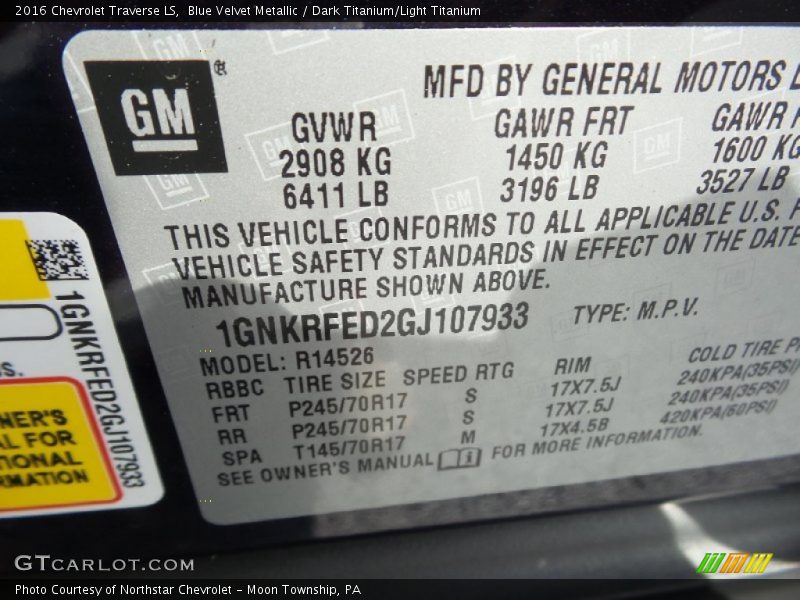 2016 Chevrolet Traverse LS, Blue Velvet Metallic / Dark Titanium/Light Titanium
GM
MFD BY GENERAL MOTORS
GVWR
2908 KG
6411 LB
GAWR FRT
1450 KG
3196 LB
GAWR
1600 KG
3527 LB
THIS VEHICLE CONFORMS TO ALL APPLICABLE U.S.
VEHICLE SAFETY STANDARDS IN EFFECT ON THE DATE
MANUFACTURE SHOWN ABOVE.
1GNKRFED2GJ107933 TYPE: M.P.V.
MODEL: R14526
RBBC TIRE SIZE SPEED RTG RIM COLD TIRE
FRT P245/70R17 S 17X7.5J 240KPA(35PSI)
RR P245/70R17 S 17X7.5J 240KPA(35PSI)
SPA T145/70R17 M 17X4.5B 420KPA(60PSI)
SEE OWNER'S MANUAL FOR MORE INFORMATION.
1GNKRFED2GJ107933
FOR
GTCARLOT.COM
Photo Courtesy of Northstar Chevrolet - Moon Township, PA